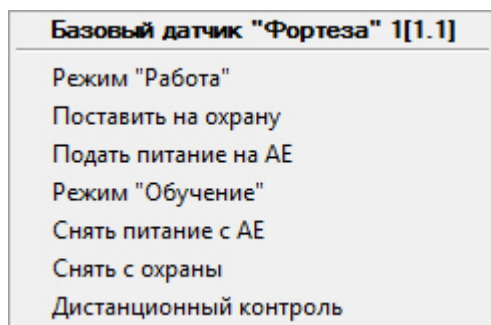 Базовый датчик "Фортеза" 1[1.1]
Режим "Работа"
Поставить на охрану
Подать питание на АЕ
Режим "Обучение"
Снять питание с АЕ
Снять с охраны
Дистанционный контроль